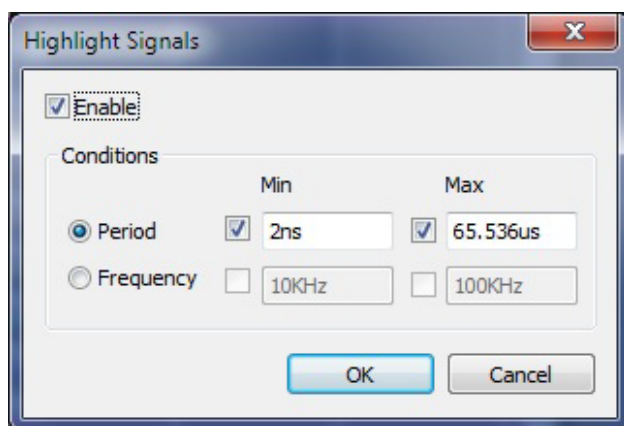 Highlight Signals
Enable
Conditions
Min Max
Period 2ns 65.536us
Frequency 10KHz 100KHz
OK Cancel